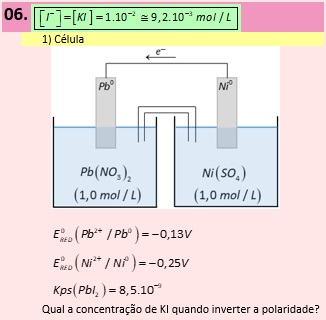 06. [I⁻]=[KI]=1.10⁻² ≅ 9,2.10⁻³ mol / L
1) Célula
e⁻
Pb⁰ Ni⁰
Pb(NO₃)₂ Ni(SO₄)
(1,0 mol / L) (1,0 mol / L)
E⁰RED (Pb²⁺ / Pb⁰) = −0,13V
E⁰RED (Ni²⁺ / Ni⁰) = −0,25V
Kps(PbI₂) = 8,5.10⁻⁹
Qual a concentração de KI quando inverter a polaridade?